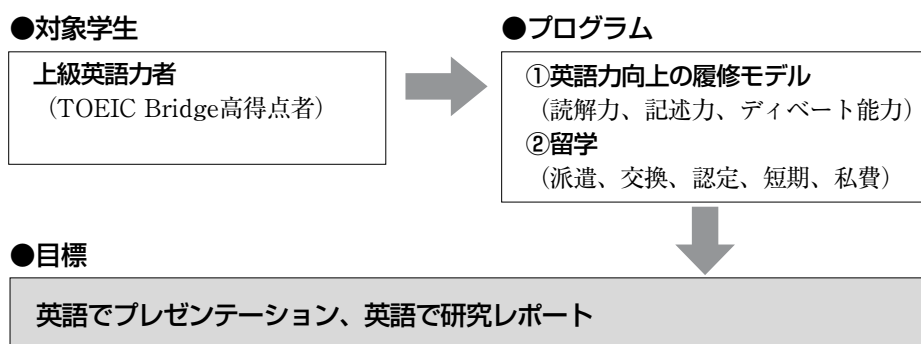 ●対象学生
上級英語力者
(TOEIC Bridge高得点者)
●プログラム
①英語力向上の履修モデル
(読解力、記述力、ディベート能力)
②留学
(派遣、交換、認定、短期、私費)
●目標
英語でプレゼンテーション、英語で研究レポート